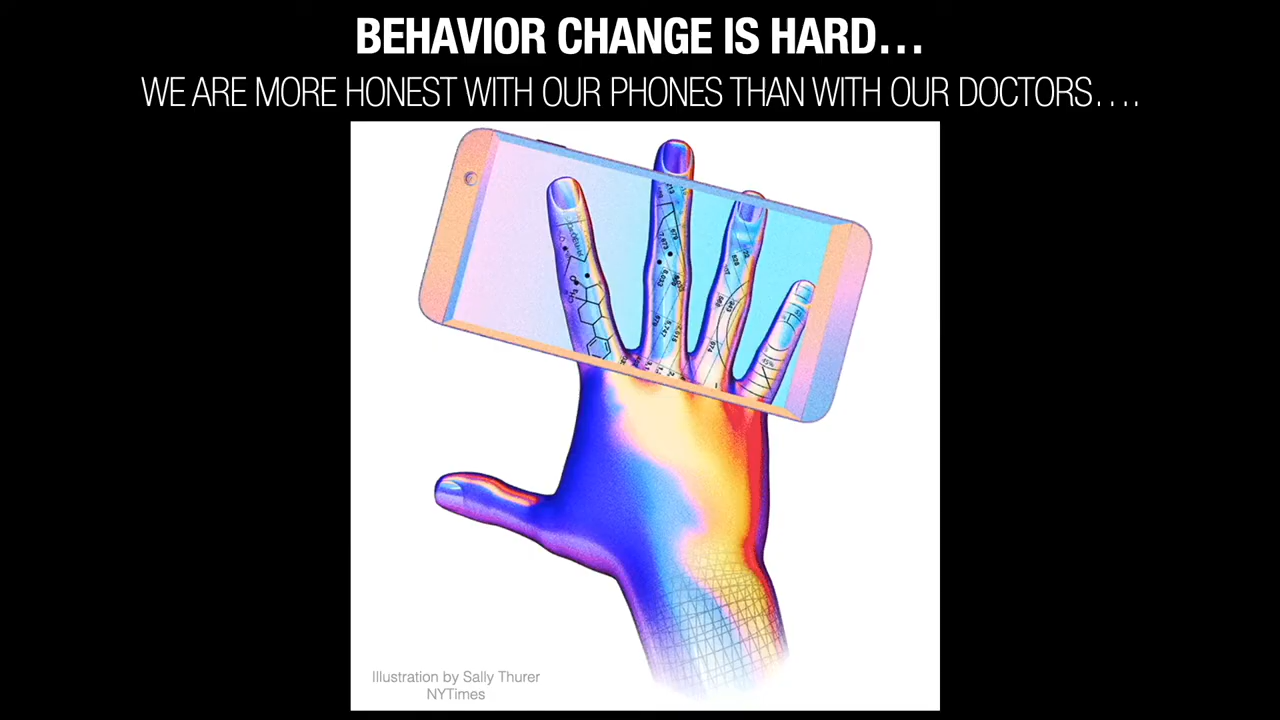 BEHAVIOR CHANGE IS HARD...
WE ARE MORE HONEST WITH OUR PHONES THAN WITH OUR DOCTORS....
Illustration by Sally Thurer
NYTimes